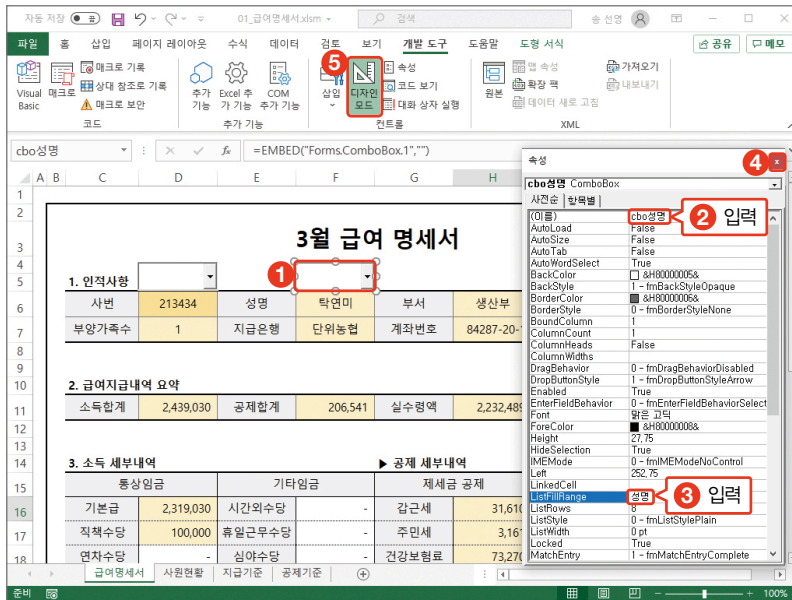 자동 저장 01_급여명세서.xlsm 검색 송 선영
파일 홈 삽입 페이지 레이아웃 수식 데이터 검토 보기 개발 도구 도움말 도형 서식 공유 메모
5
Visual Basic 매크로 매크로 기록 상대 참조로 기록 매크로 보안
추가 기능 Excel 추가 기능 COM 추가 기능
삽입 디자인 모드 속성 코드 보기 대화 상자 실행
원본 맵 속성 확장 팩 데이터 새로 고침 가져오기 내보내기
코드 추가 기능 컨트롤 XML
cbo성명 fx =EMBED("Forms.ComboBox.1","")
A B C D E F G H
1
2
3 3월 급여 명세서
4
1
5 1. 인적사항
6 사번 213434 성명 탁연미 부서 생산부
7 부양가족수 1 지급은행 단위농협 계좌번호 84287-20-
8
9
10 2. 급여지급내역 요약
11 소득합계 2,439,030 공제합계 206,541 실수령액 2,232,489
12
13
14 3. 소득 세부내역 ▶ 공제 세부내역
15 통상임금 기타임금 제세금 공제
16 기본급 2,319,030 시간외수당 - 갑근세 31,610
17 직책수당 100,000 휴일근무수당 - 주민세 3,161
18 연차수당 - 심야수당 - 건강보험료 73,270
급여명세서 사원현황 지급기준 공제기준
준비 100%
속성 4 x
cbo성명 ComboBox
사전순 항목별
(이름) cbo성명 2 입력
AutoLoad False
AutoSize False
AutoTab False
AutoWordSelect True
BackColor &H80000005&
BackStyle 1 - fmBackStyleOpaque
BorderColor &H80000006&
BorderStyle 0 - fmBorderStyleNone
BoundColumn 1
ColumnCount 1
ColumnHeads False
ColumnWidths
DragBehavior 0 - fmDragBehaviorDisabled
DropButtonStyle 1 - fmDropButtonStyleArrow
Enabled True
EnterFieldBehavior 0 - fmEnterFieldBehaviorSelect
Font 맑은 고딕
ForeColor &H80000008&
Height 27.75
HideSelection True
IMEMode 0 - fmIMEModeNoControl
Left 252.75
LinkedCell
ListFillRange 성명 3 입력
ListRows 8
ListStyle 0 - fmListStylePlain
ListWidth 0 pt
Locked True
MatchEntry 1 - fmMatchEntryComplete